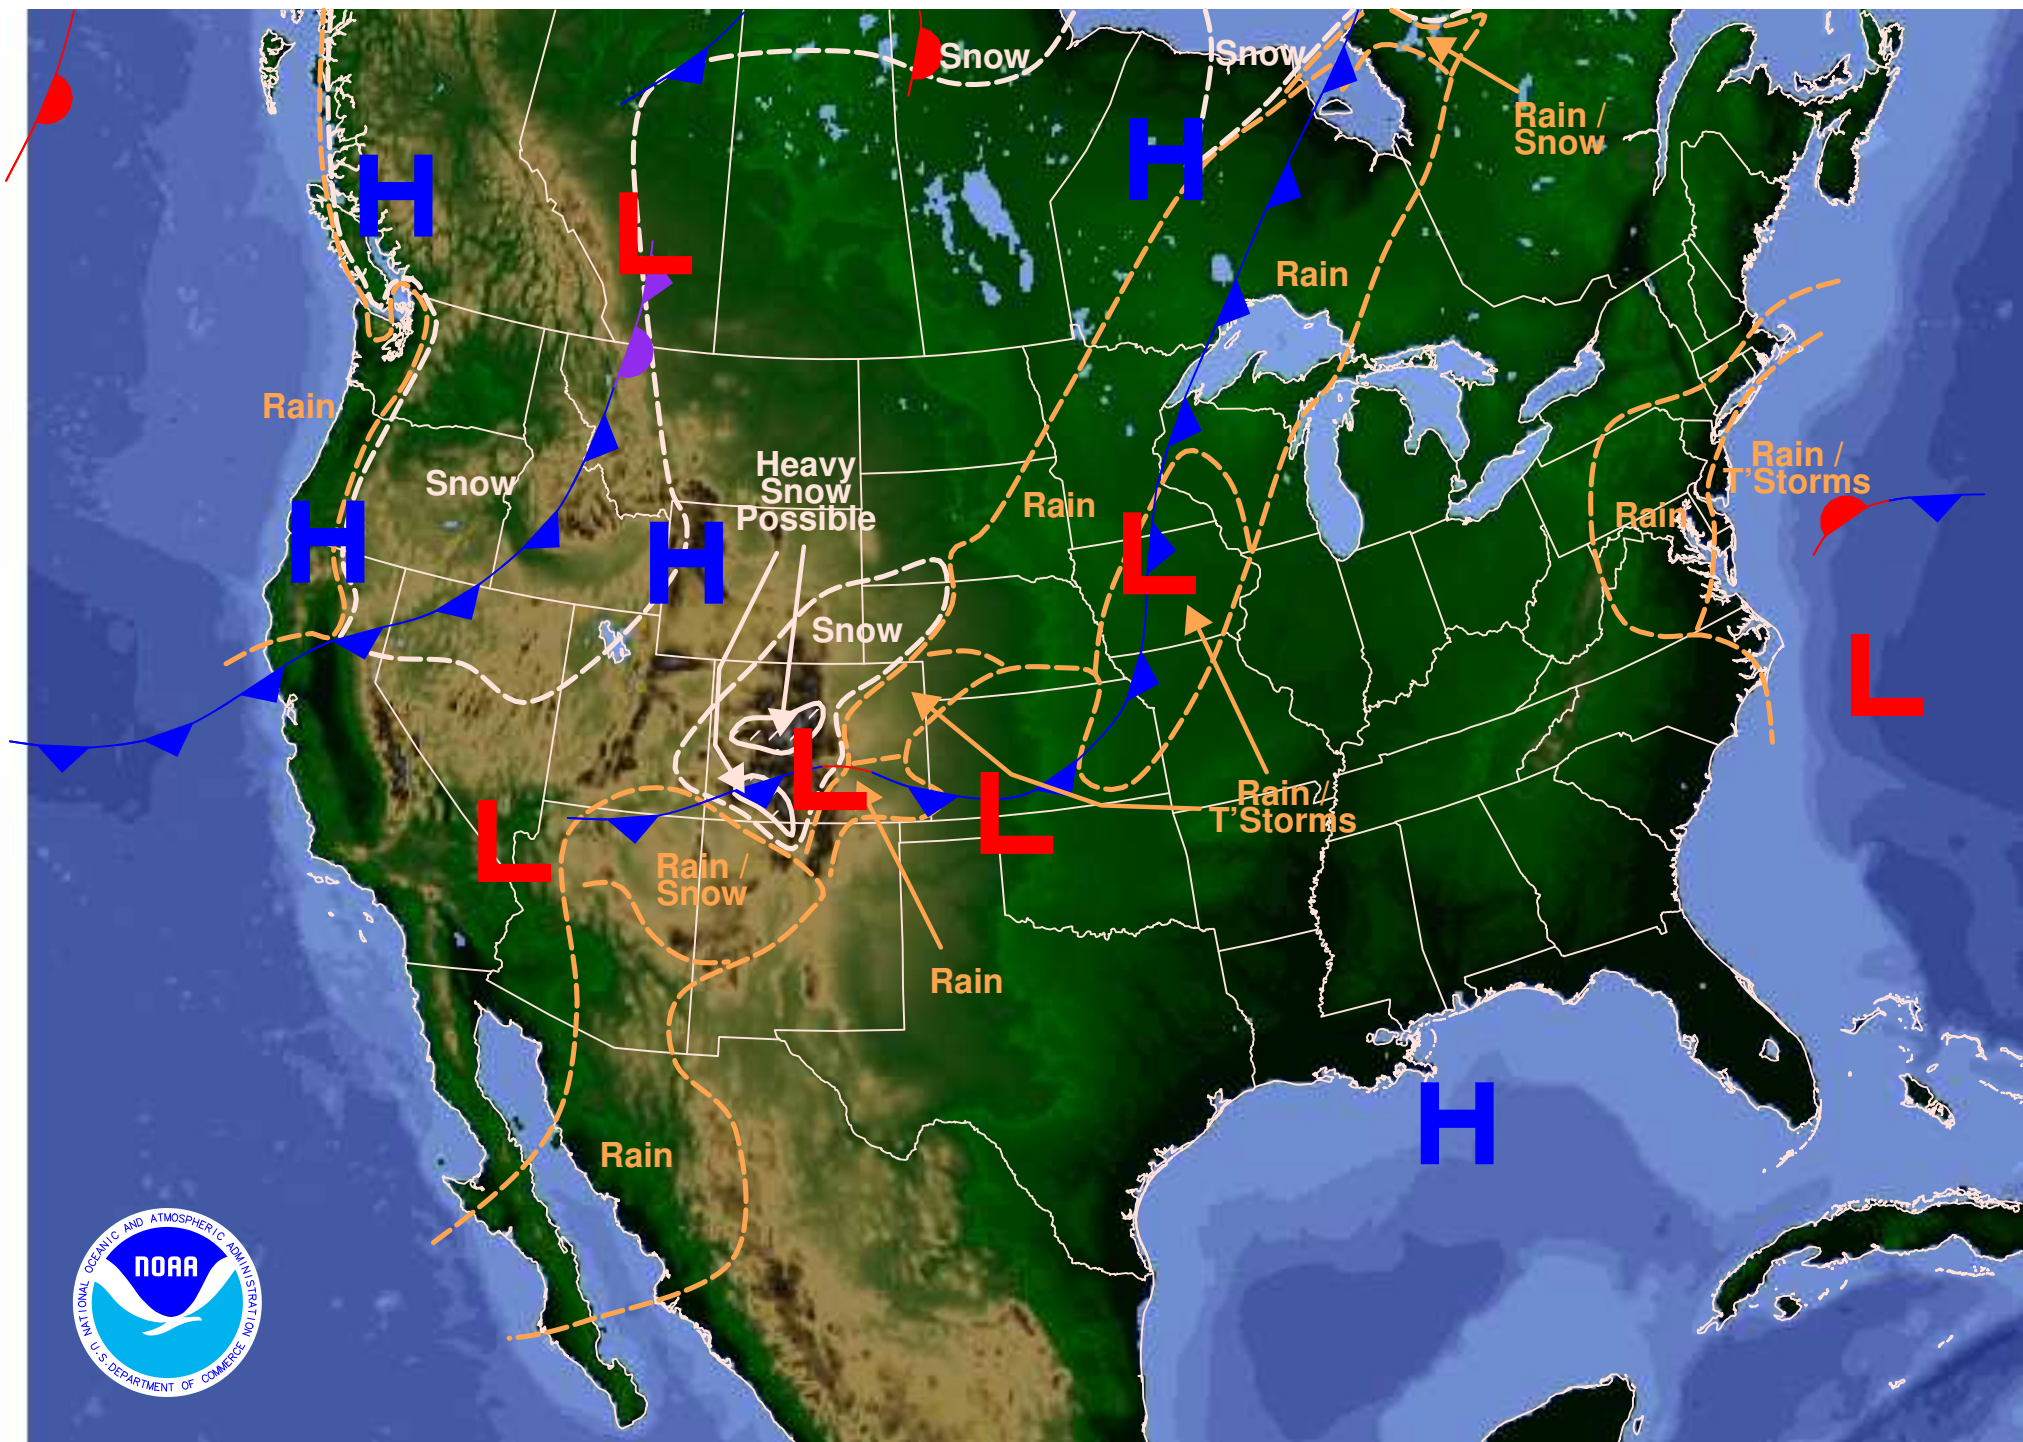 Snow
Snow
Rain /
Snow
H
H
L
Rain
Rain
Heavy
Snow
Possible
Snow
Rain
Rain /
T'Storms
Rain
H
H
L
Snow
L
L
L
L
Rain /
T'Storms
Rain /
Snow
Rain
H
Rain
NATIONAL OCEANIC AND ATMOSPHERIC ADMINISTRATION
NOAA
U.S. DEPARTMENT OF COMMERCE